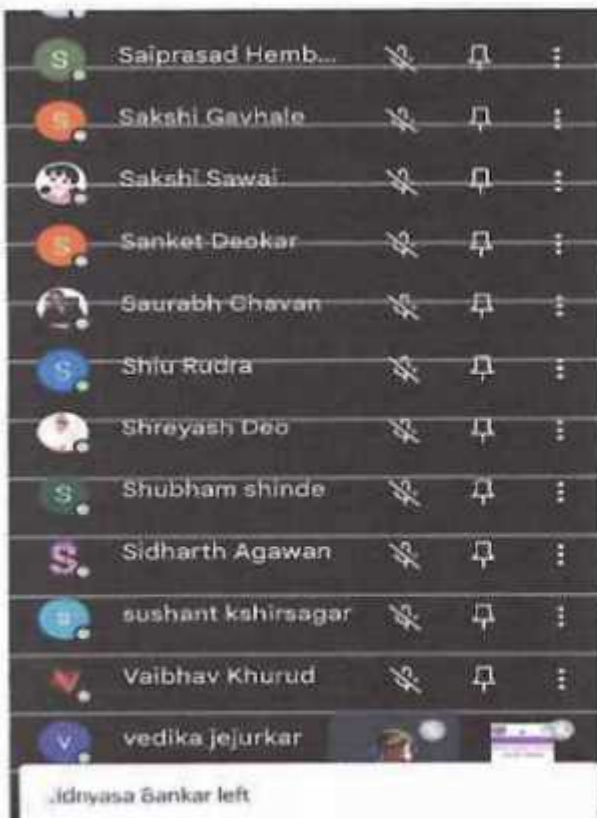 S Saiprasad Hemb...
S Sakshi Gavhale
Sakshi Sawai
S Sanket Deokar
Saurabh Chavan
S Shiu Rudra
Shreyash Deo
S Shubham shinde
S Sidharth Agawan
s sushant kshirsagar
Vaibhav Khurud
v vedika jejurkar
Sankar left